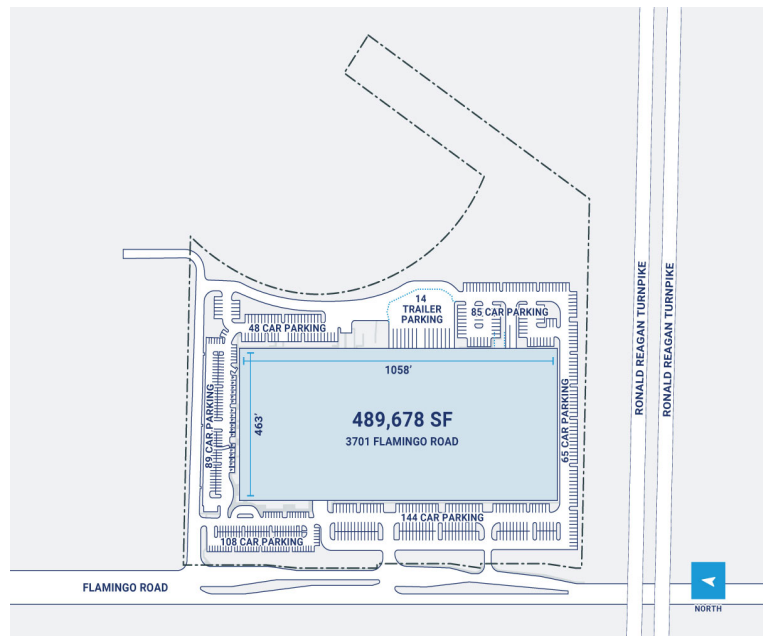 14
TRAILER
PARKING
85 CAR PARKING
48 CAR PARKING
1058'
463'
489,678 SF
3701 FLAMINGO ROAD
89 CAR PARKING
65 CAR PARKING
144 CAR PARKING
108 CAR PARKING
RONALD REAGAN TURNPIKE
RONALD REAGAN TURNPIKE
FLAMINGO ROAD
NORTH